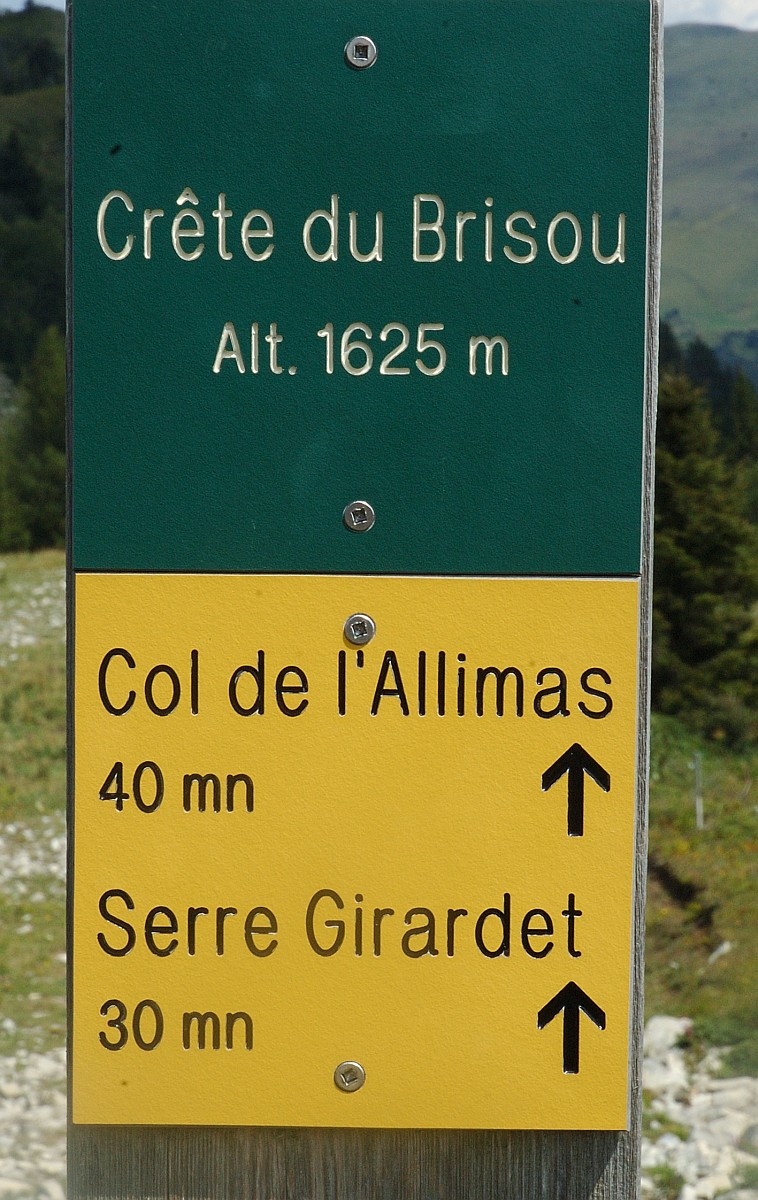 Crête du Brisou
Alt. 1625 m
Col de l'Allimas
40 mn
Serre Girardet
30 mn